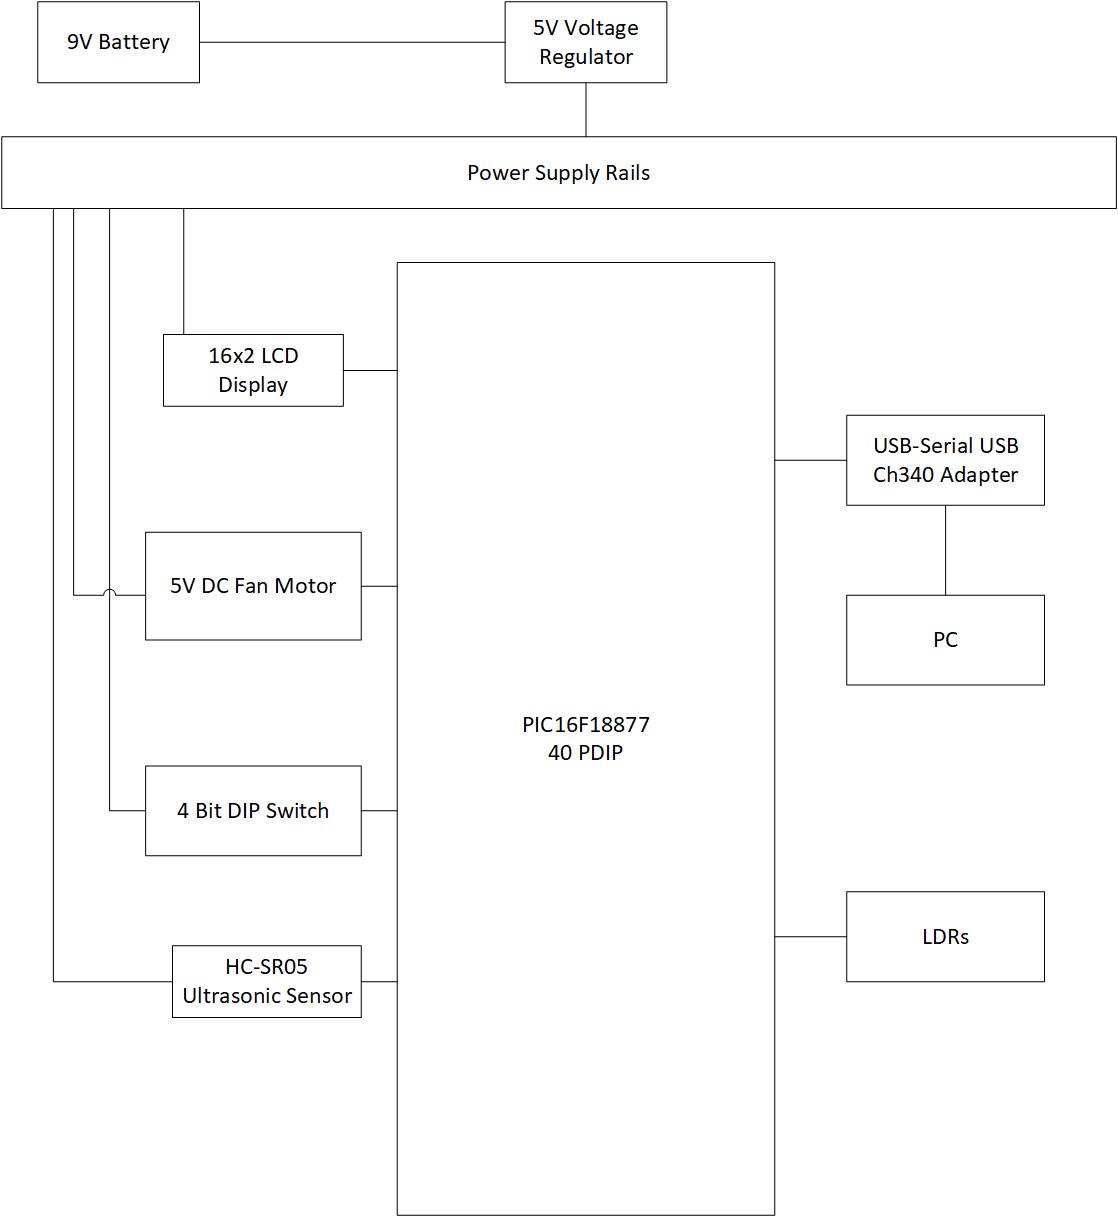 9V Battery
5V Voltage
Regulator
Power Supply Rails
16x2 LCD
Display
USB-Serial USB
Ch340 Adapter
5V DC Fan Motor
PC
PIC16F18877
40 PDIP
4 Bit DIP Switch
LDRs
HC-SR05
Ultrasonic Sensor